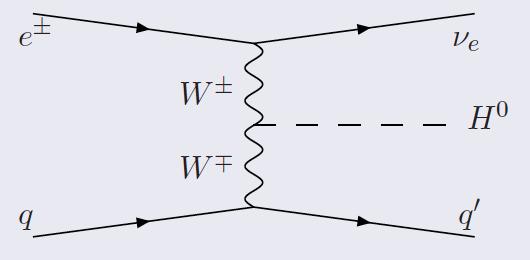 e± νₑ
W±
H⁰
W∓
q q′